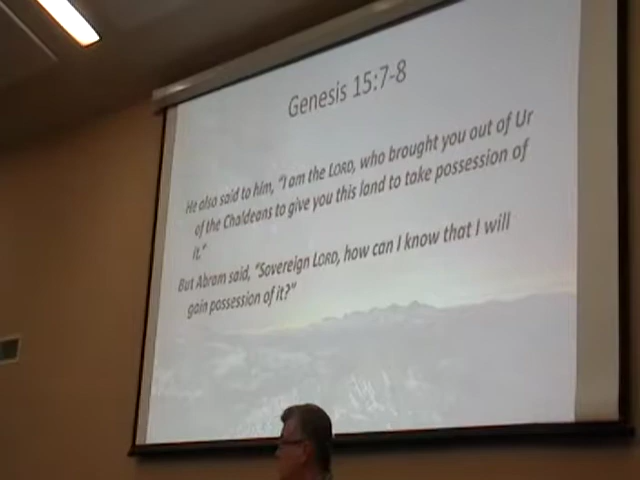 Genesis 15:7-8
He also said to him, "I am the LORD, who brought you out of Ur
of the Chaldeans to give you this land to take possession of
it."
But Abram said, "Sovereign LORD, how can I know that I will
gain possession of it?"